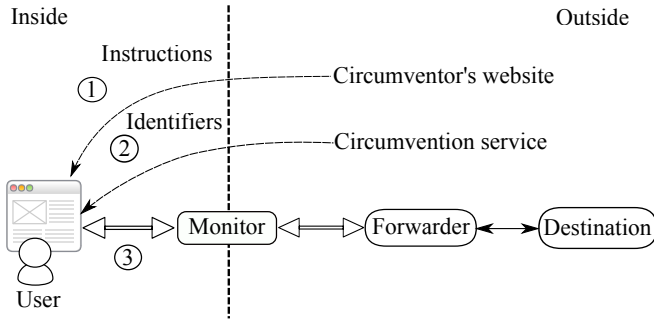 Inside
Outside
Instructions
1
Circumventor's website
Identifiers
2
Circumvention service
Monitor
Forwarder
Destination
3
User